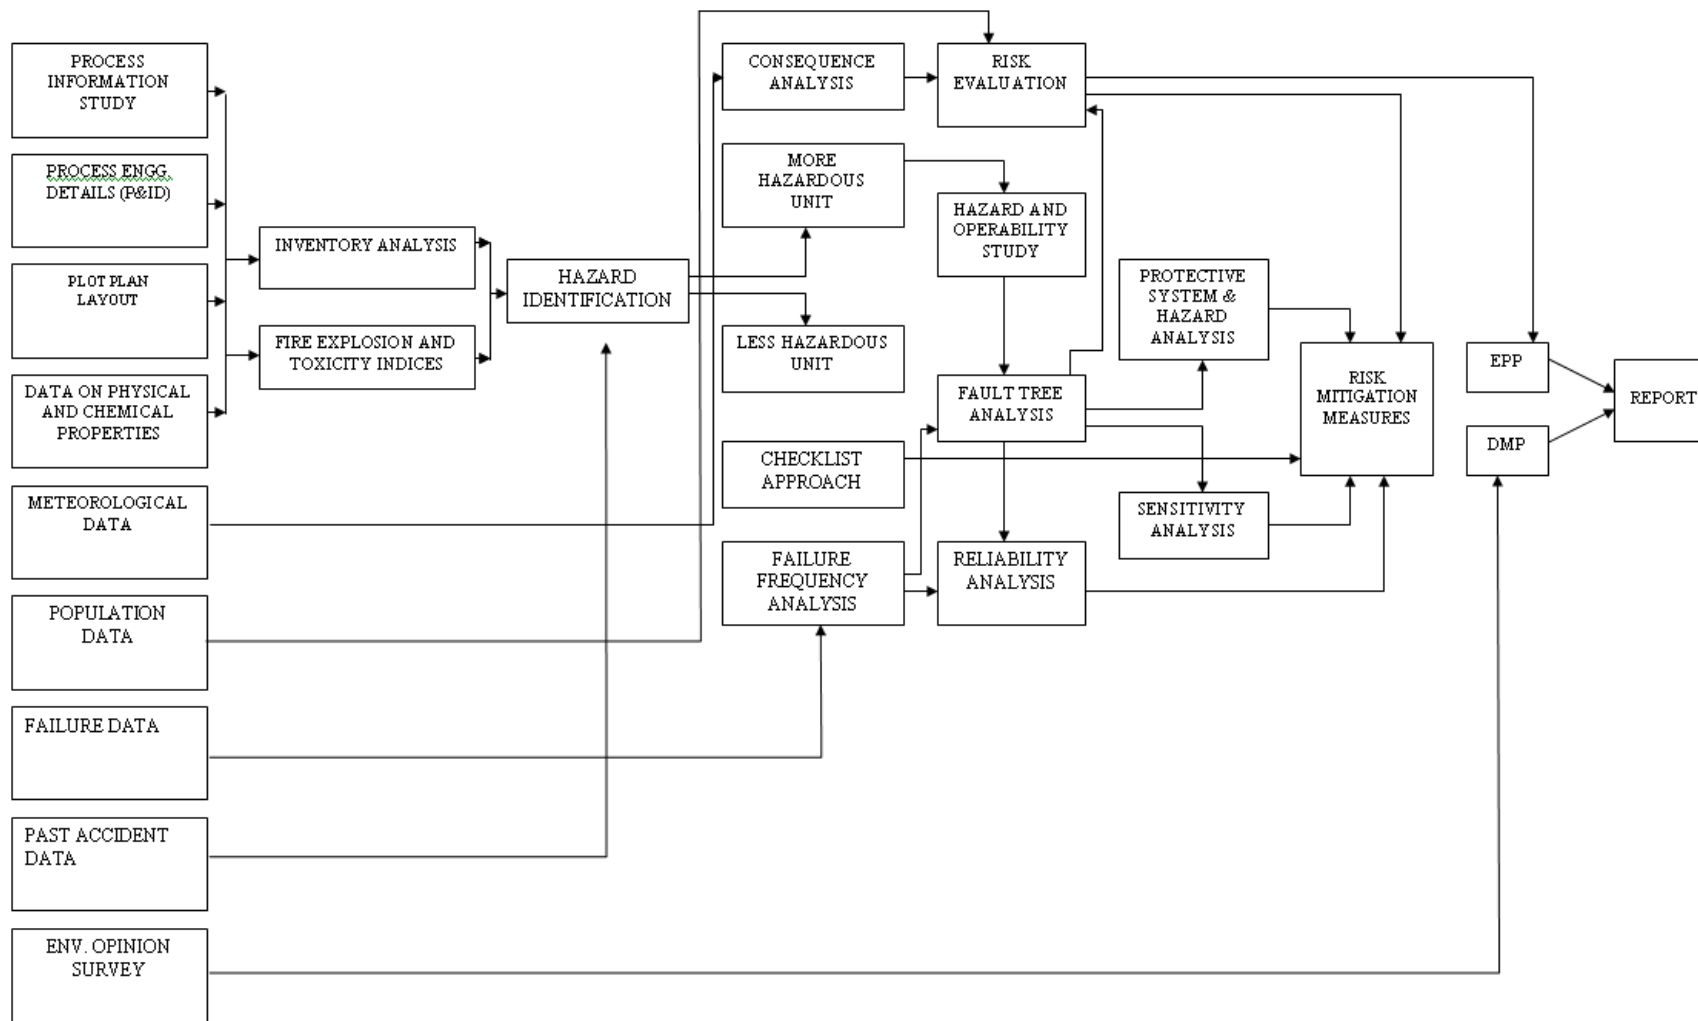 PROCESS
INFORMATION
STUDY
PROCESS ENGG.
DETAILS (P&ID)
PLOT PLAN
LAYOUT
DATA ON PHYSICAL
AND CHEMICAL
PROPERTIES
METEOROLOGICAL
DATA
POPULATION
DATA
FAILURE DATA
PAST ACCIDENT
DATA
ENV. OPINION
SURVEY
INVENTORY ANALYSIS
FIRE EXPLOSION AND
TOXICITY INDICES
HAZARD
IDENTIFICATION
CONSEQUENCE
ANALYSIS
MORE
HAZARDOUS
UNIT
LESS HAZARDOUS
UNIT
CHECKLIST
APPROACH
FAILURE
FREQUENCY
ANALYSIS
RISK
EVALUATION
HAZARD AND
OPERABILITY
STUDY
FAULT TREE
ANALYSIS
RELIABILITY
ANALYSIS
PROTECTIVE
SYSTEM &
HAZARD
ANALYSIS
SENSITIVITY
ANALYSIS
RISK
MITIGATION
MEASURES
EPP
DMP
REPORT